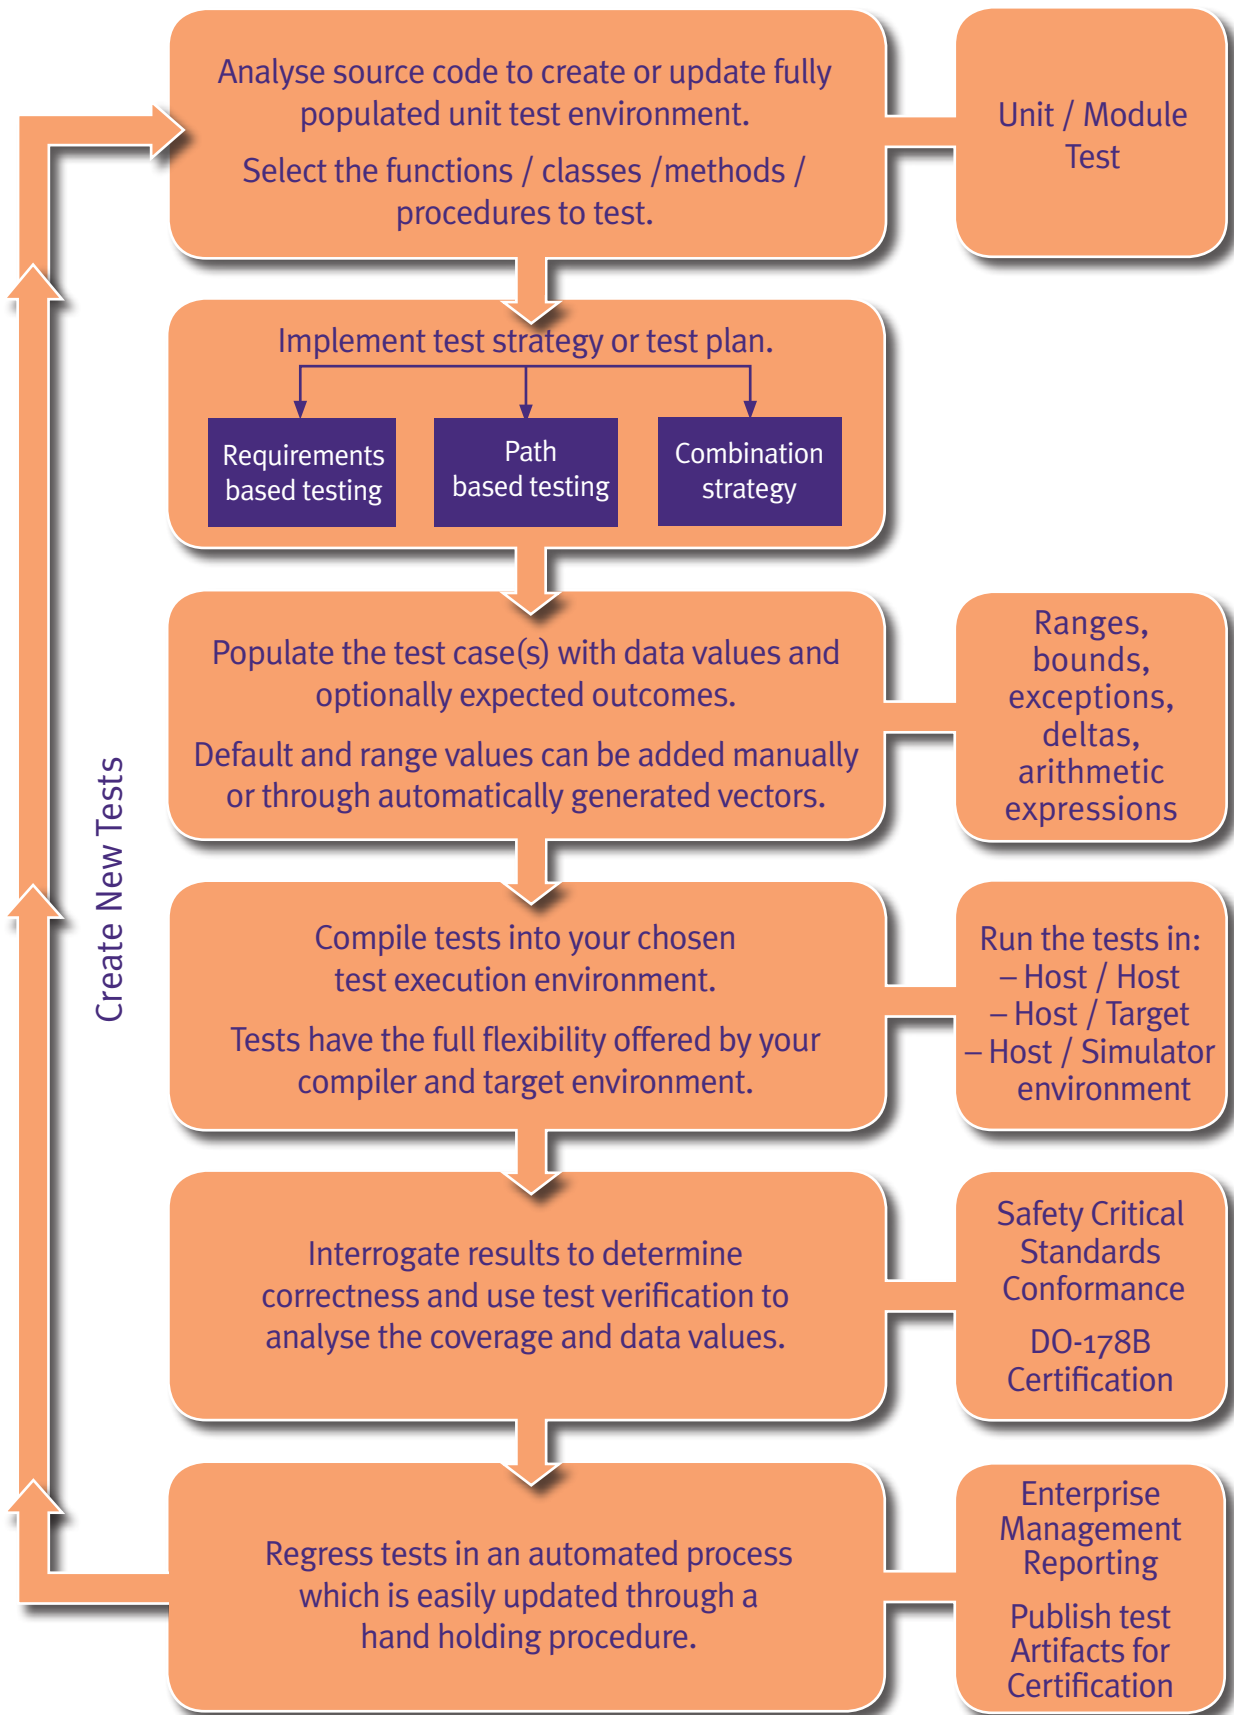 Analyse source code to create or update fully
populated unit test environment.
Select the functions / classes /methods /
procedures to test.
Unit / Module
Test
Implement test strategy or test plan.
Requirements
based testing
Path
based testing
Combination
strategy
Populate the test case(s) with data values and
optionally expected outcomes.
Default and range values can be added manually
or through automatically generated vectors.
Ranges,
bounds,
exceptions,
deltas,
arithmetic
expressions
Create New Tests
Compile tests into your chosen
test execution environment.
Tests have the full flexibility offered by your
compiler and target environment.
Run the tests in:
– Host / Host
– Host / Target
– Host / Simulator
environment
Interrogate results to determine
correctness and use test verification to
analyse the coverage and data values.
Safety Critical
Standards
Conformance
DO-178B
Certification
Regress tests in an automated process
which is easily updated through a
hand holding procedure.
Enterprise
Management
Reporting
Publish test
Artifacts for
Certification